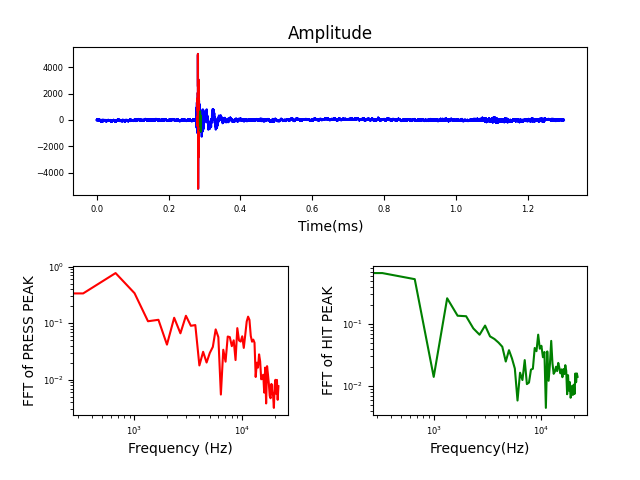 Amplitude
4000
2000
0
−2000
−4000
0.0 0.2 0.4 0.6 0.8 1.0 1.2
Time(ms)
FFT of PRESS PEAK
10⁰
10⁻¹
10⁻²
10³ 10⁴
Frequency (Hz)
FFT of HIT PEAK
10⁻¹
10⁻²
10³ 10⁴
Frequency(Hz)